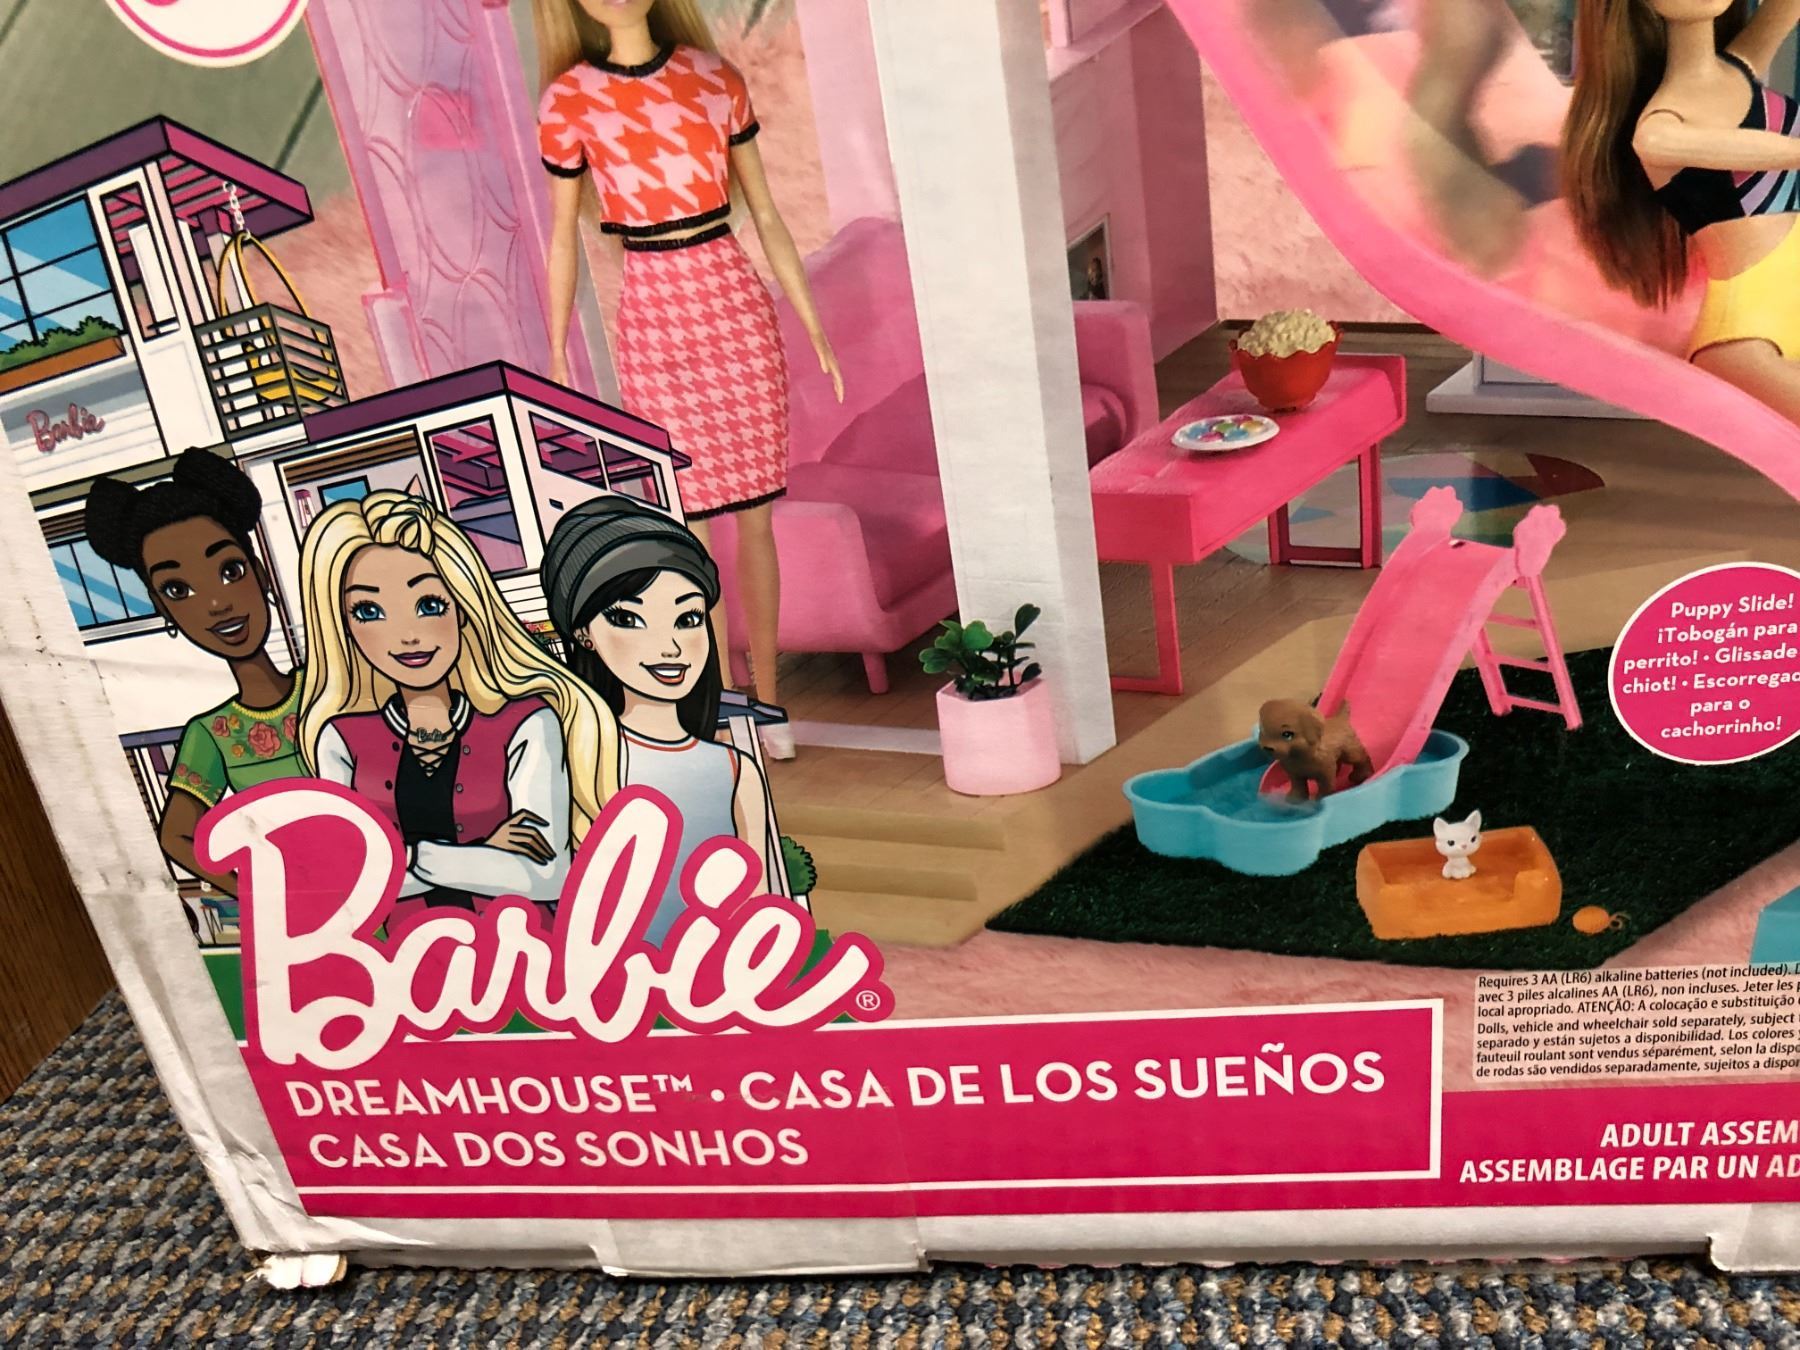 Barbie
Barbie
Puppy Slide!
¡Tobogán para
perrito! • Glissade
chiot! •
para o
cachorrinho!
Barbie®
DREAMHOUSE™ • CASA DE LOS SUEÑOS
CASA DOS SONHOS
Requires 3 AA (LR6) alkaline batteries (not included).
avec 3 piles alcalines AA (LR6), non incluses. Jeter les
local apropriado. ATENÇÃO: A colocação e substituição
Dolls, vehicle and wheelchair sold separately, subject
separado y están sujetos a disponibilidad. Los colores
fauteuil roulant sont vendus séparément, selon la
de rodas são vendidos separadamente, sujeitos a
ADULT
ASSEMBLAGE PAR UN